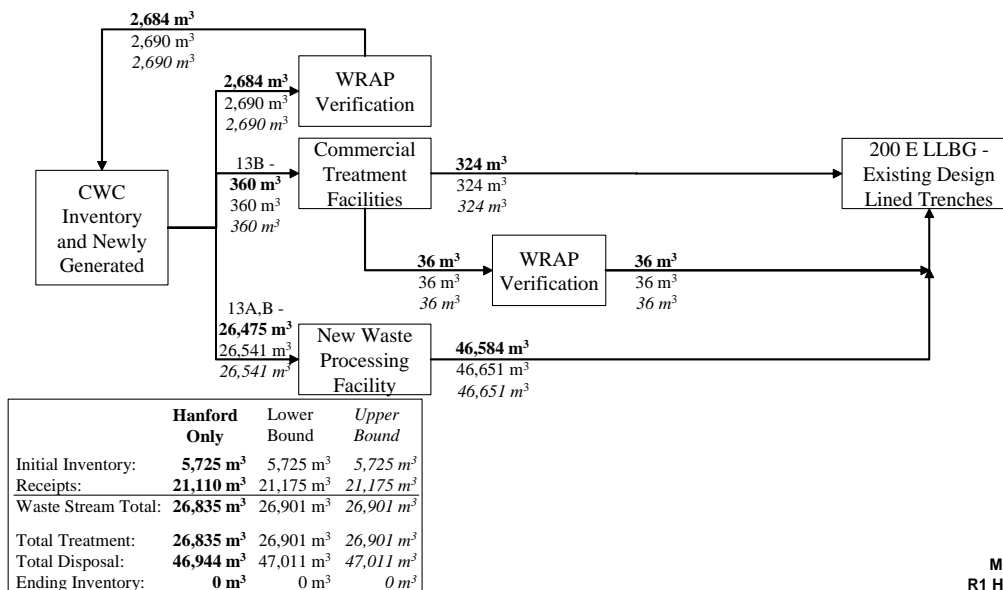 2,684 m³
2,690 m³
2,690 m³
2,684 m³
2,690 m³
2,690 m³
WRAP
Verification
CWC
Inventory
and Newly
Generated
13B -
360 m³
360 m³
360 m³
Commercial
Treatment
Facilities
324 m³
324 m³
324 m³
200 E LLBG -
Existing Design
Lined Trenches
36 m³
36 m³
36 m³
WRAP
Verification
36 m³
36 m³
36 m³
13A,B -
26,475 m³
26,541 m³
26,541 m³
New Waste
Processing
Facility
46,584 m³
46,651 m³
46,651 m³
Hanford Only Lower Bound Upper Bound
Initial Inventory: 5,725 m³ 5,725 m³ 5,725 m³
Receipts: 21,110 m³ 21,175 m³ 21,175 m³
Waste Stream Total: 26,835 m³ 26,901 m³ 26,901 m³
Total Treatment: 26,835 m³ 26,901 m³ 26,901 m³
Total Disposal: 46,944 m³ 47,011 m³ 47,011 m³
Ending Inventory: 0 m³ 0 m³ 0 m³
M
R1 H